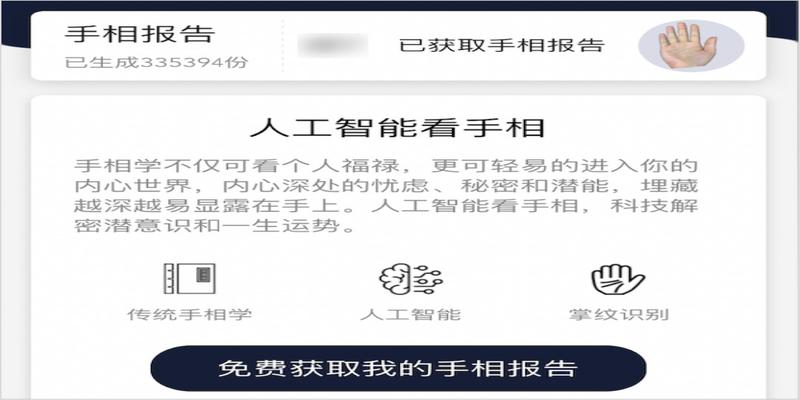 手相报告
已生成335394份
已获取手相报告
人工智能看手相
手相学不仅可看个人福禄，更可轻易的进入你的
内心世界，内心深处的忧虑、秘密和潜能，埋藏
越深越易显露在手上。人工智能看手相，科技解
密潜意识和一生运势。
传统手相学
人工智能
掌纹识别
免费获取我的手相报告